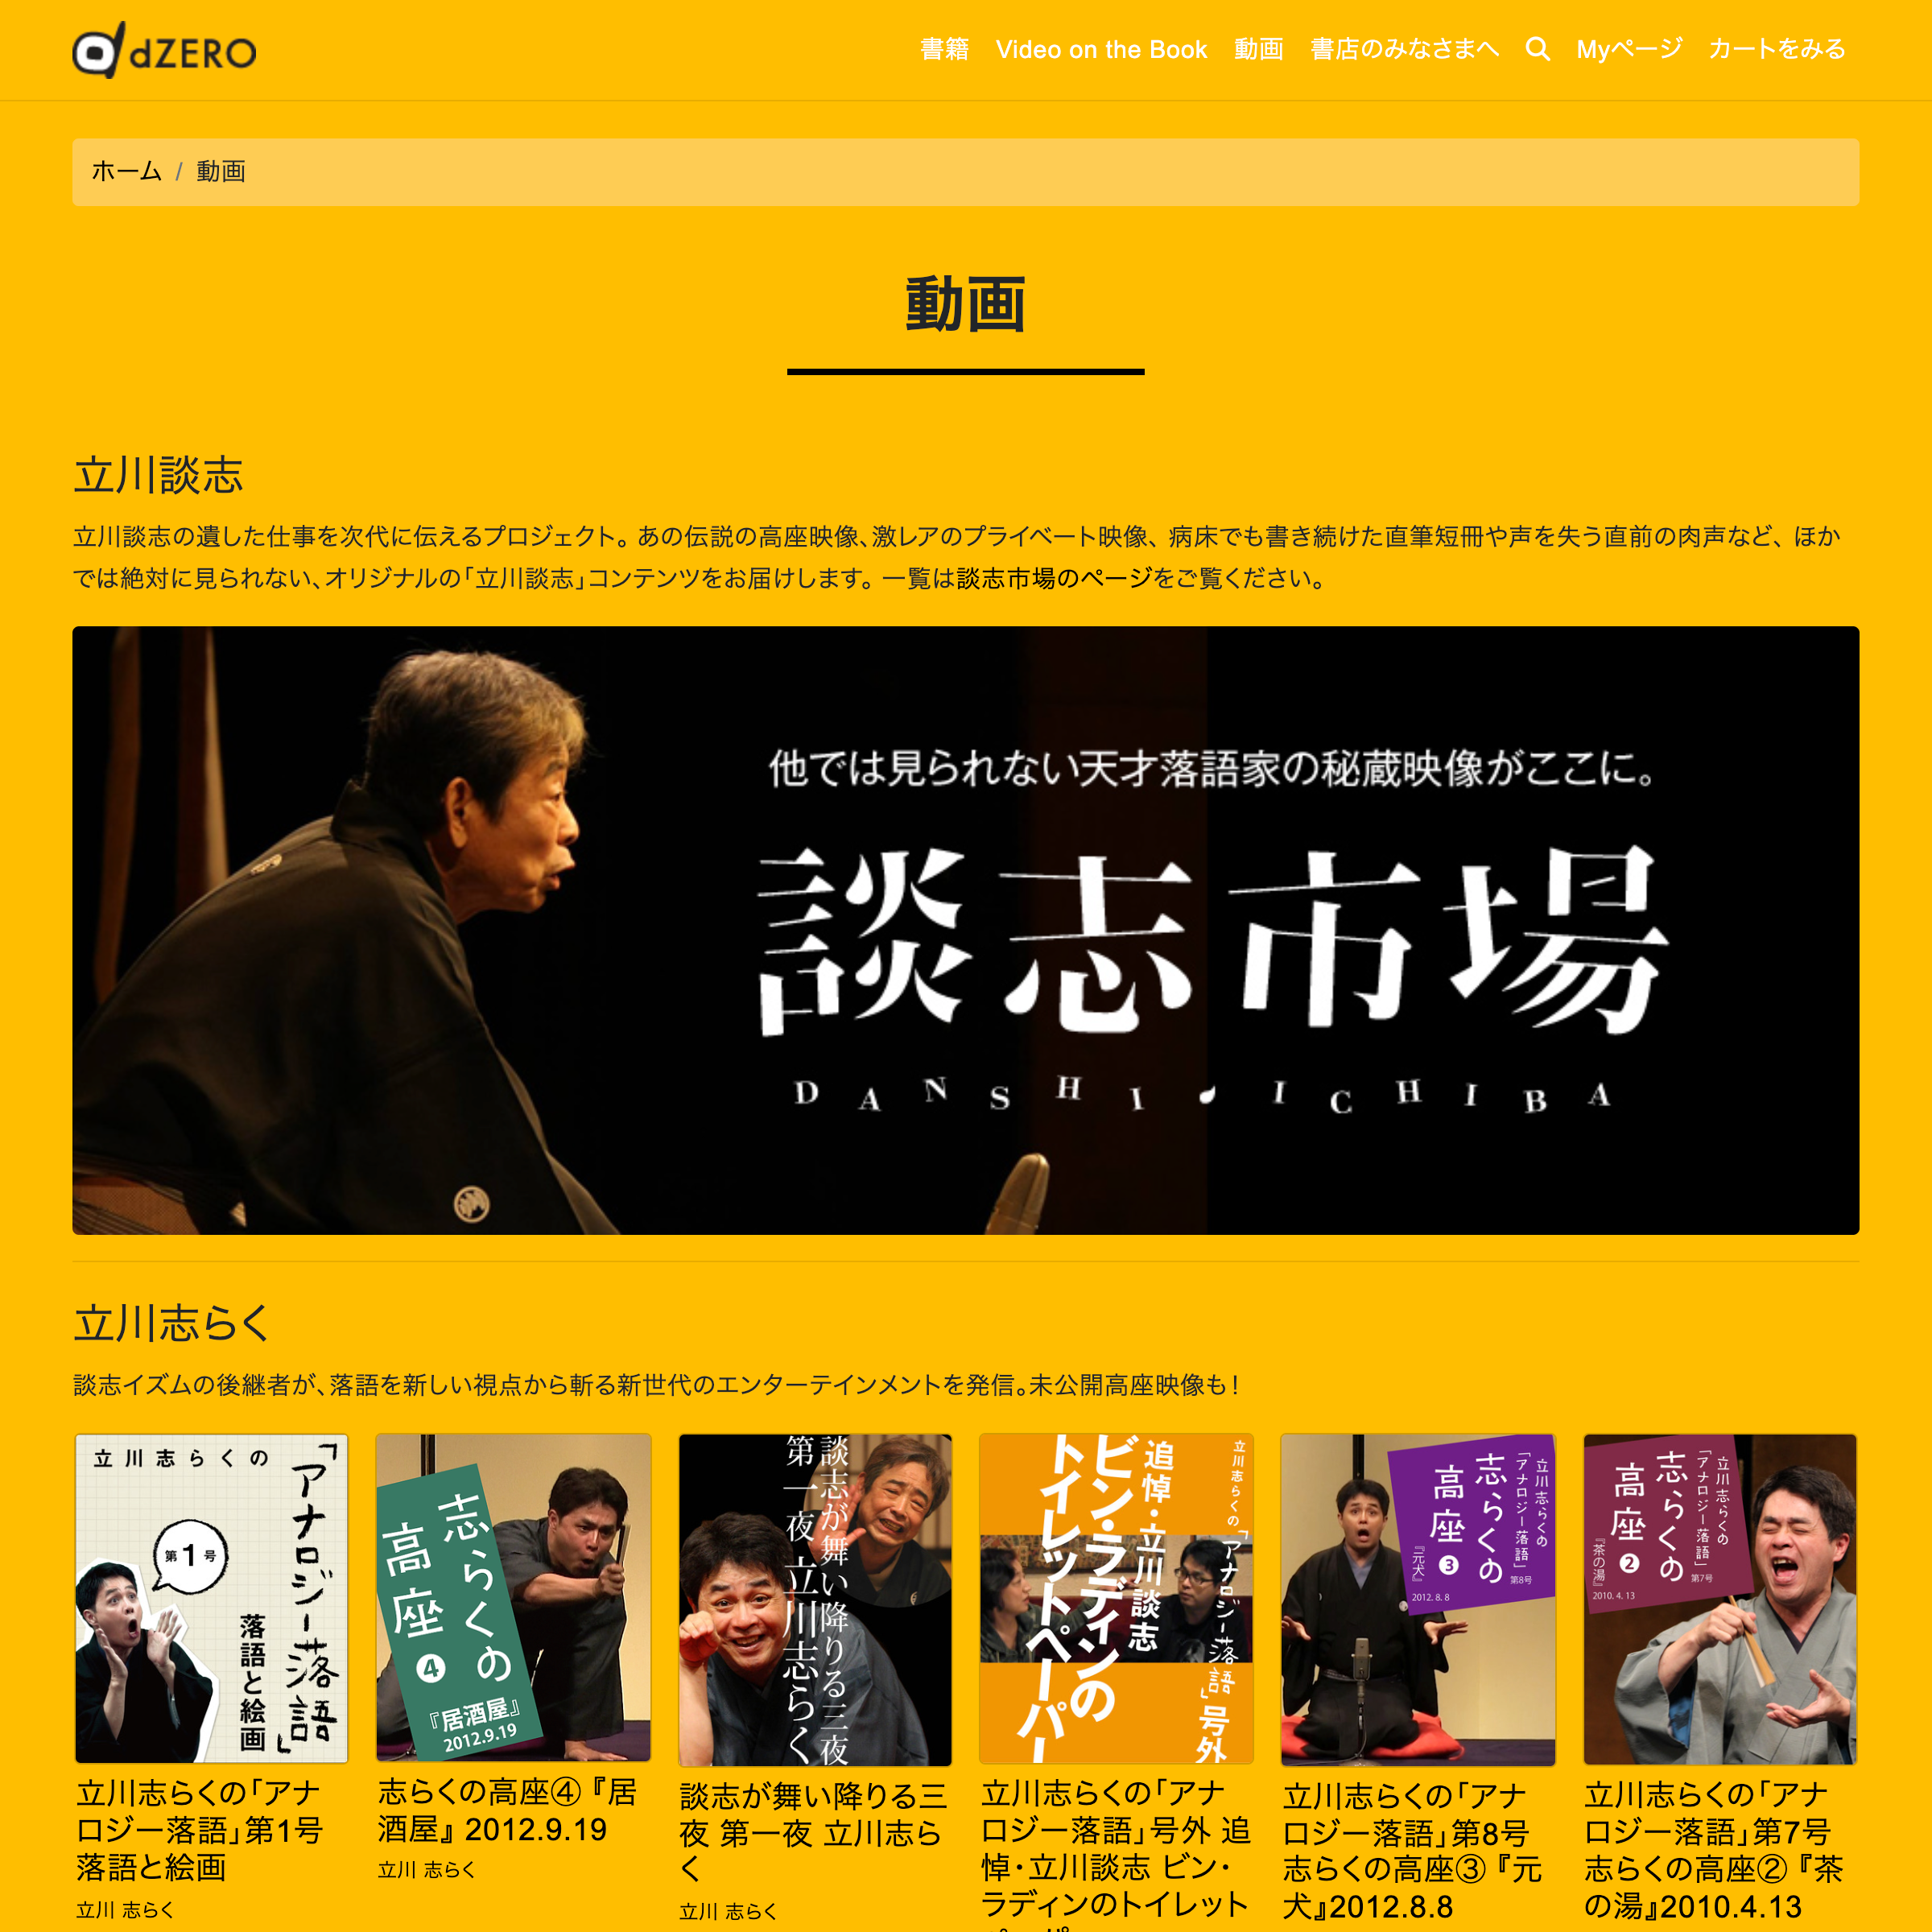 dZERO
書籍 Video on the Book 動画 書店のみなさまへ Myページ カートをみる
ホーム / 動画
動画
立川談志
立川談志の遺した仕事を次代に伝えるプロジェクト。あの伝説の高座映像、激レアのプライベート映像、病床でも書き続けた直筆短冊や声を失う直前の肉声など、ほか
では絶対に見られない、オリジナルの「立川談志」コンテンツをお届けします。一覧は談志市場のページをご覧ください。
他では見られない天才落語家の秘蔵映像がここに。
談志市場
DANSHI ICHIBA
立川志らく
談志イズムの後継者が、落語を新しい視点から斬る新世代のエンターテインメントを発信。未公開高座映像も！
立川志らくの
「アナロジー落語」
第1号
落語と絵画
立川志らくの「アナ
ロジー落語」第1号
落語と絵画
立川 志らく
志らくの
高座❹
『居酒屋』
2012.9.19
志らくの高座④『居
酒屋』 2012.9.19
立川 志らく
談志が舞い降りる三夜
第一夜 立川志らく
談志が舞い降りる三
夜 第一夜 立川志ら
く
立川 志らく
立川志らくの「アナロジー落語」号外
追悼・立川談志
ビン・ラディンの
トイレットペーパー
立川志らくの「アナ
ロジー落語」号外 追
悼・立川談志 ビン・
ラディンのトイレット
立川志らくの
「アナロジー落語」第8号
志らくの
高座❸
『元犬』
2012. 8. 8
立川志らくの「アナ
ロジー落語」第8号
志らくの高座③『元
犬』2012.8.8
立川志らくの
「アナロジー落語」第7号
志らくの
高座❷
『茶の湯』
2010. 4. 13
立川志らくの「アナ
ロジー落語」第7号
志らくの高座②『茶
の湯』2010.4.13